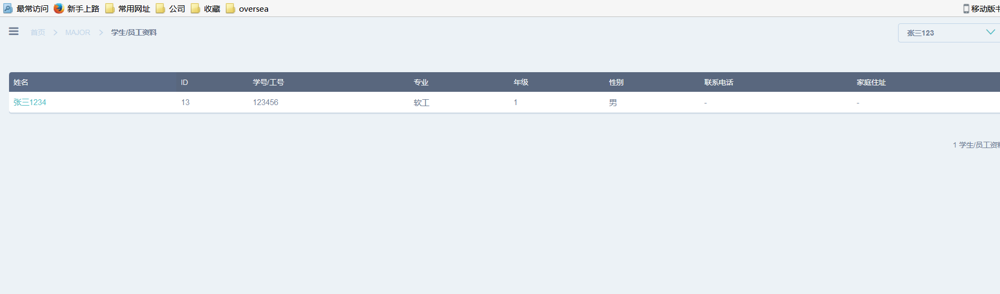 最常访问 新手上路 常用网址 公司 收藏 oversea 移动版书
首页 > MAJOR > 学生/员工资料 张三123
姓名 ID 学号/工号 专业 年级 性别 联系电话 家庭住址
张三1234 13 123456 软工 1 男 - -
1 学生/员工资料